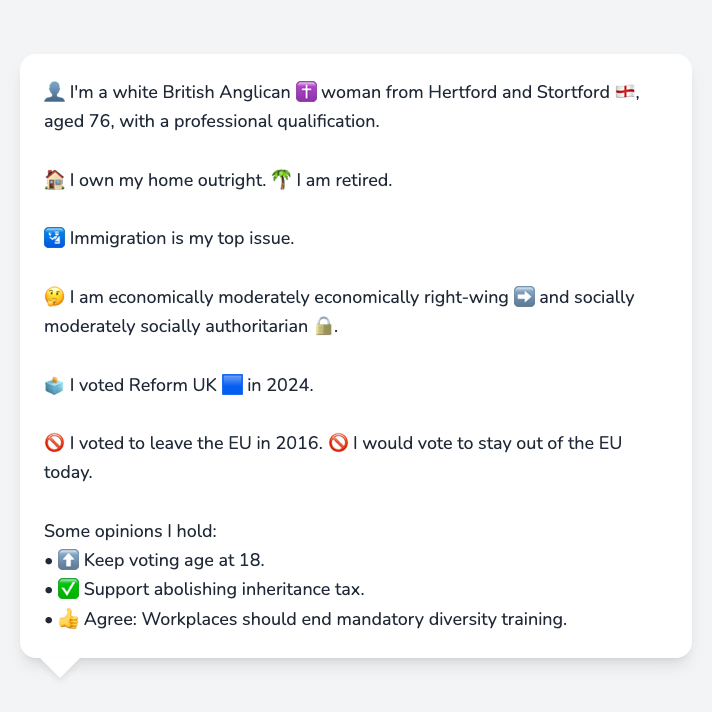 👤 I'm a white British Anglican ✝️ woman from Hertford and Stortford 🏴󠁧󠁢󠁥󠁮󠁧󠁿,
aged 76, with a professional qualification.
🏠 I own my home outright. 🌴 I am retired.
🛂 Immigration is my top issue.
🤔 I am economically moderately economically right-wing ➡️ and socially
moderately socially authoritarian 🔒.
🗳️ I voted Reform UK 🟦 in 2024.
🚫 I voted to leave the EU in 2016. 🚫 I would vote to stay out of the EU
today.
Some opinions I hold:
• ⬆️ Keep voting age at 18.
• ✅ Support abolishing inheritance tax.
• 👍 Agree: Workplaces should end mandatory diversity training.